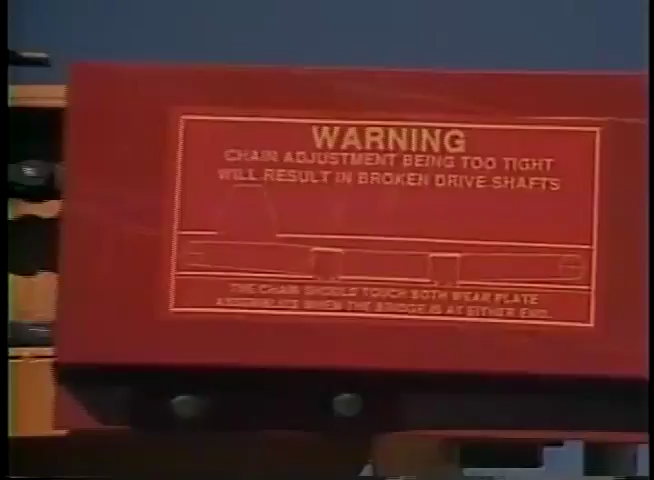 WARNING
CHAIN ADJUSTMENT BEING TOO TIGHT
WILL RESULT IN BROKEN DRIVE SHAFTS
THE CHAIN SHOULD TOUCH BOTH WEAR PLATE
ASSEMBLIES WHEN THE BRIDGE IS AT EITHER END.